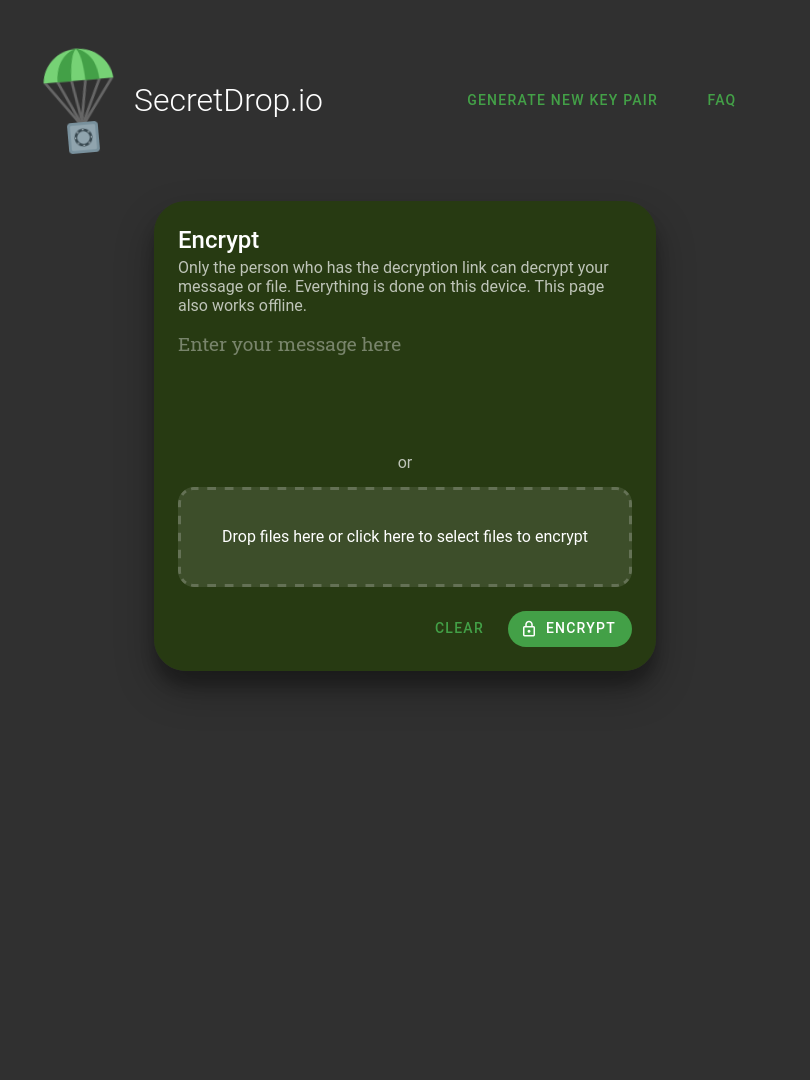 SecretDrop.io
GENERATE NEW KEY PAIR
FAQ
Encrypt
Only the person who has the decryption link can decrypt your
message or file. Everything is done on this device. This page
also works offline.
Enter your message here
or
Drop files here or click here to select files to encrypt
CLEAR
ENCRYPT